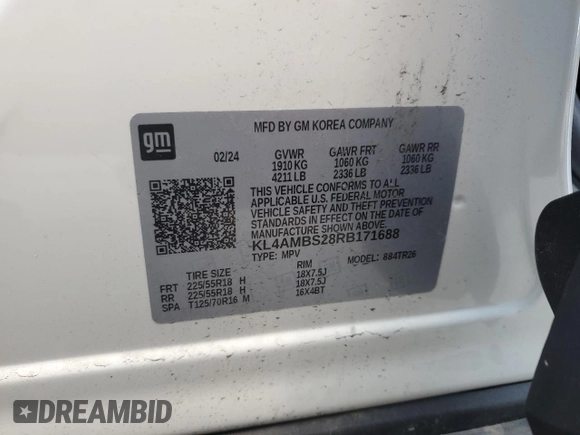 gm
MFD BY GM KOREA COMPANY
02/24 GVWR GAWR FRT GAWR RR
1910 KG 1060 KG 1060 KG
4211 LB 2336 LB 2336 LB
THIS VEHICLE CONFORMS TO ALL
APPLICABLE U.S. FEDERAL MOTOR
VEHICLE SAFETY AND THEFT PREVENTION
STANDARDS IN EFFECT ON THE DATE OF
MANUFACTURE SHOWN ABOVE.
KL4AMBS28RB171688
TYPE: MPV MODEL: 884TR26
TIRE SIZE RIM
FRT 225/55R18 H 18X7.5J
RR 225/55R18 H 18X7.5J
SPA T125/70R16 M 16X4BT
DREAMBID